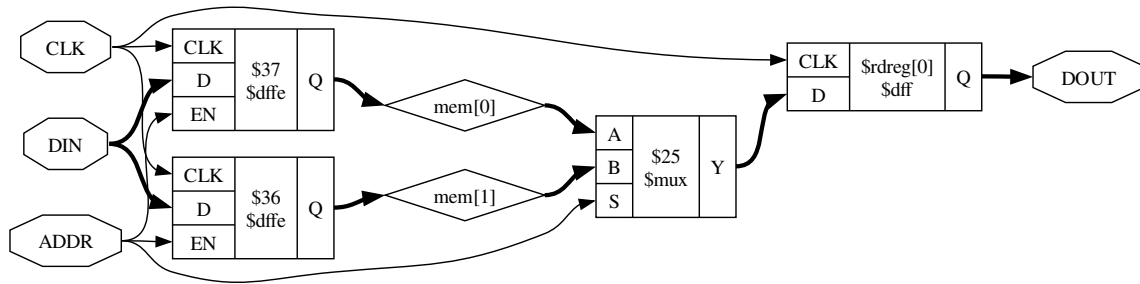 CLK
DIN
ADDR
CLK
D
EN
$37
$dffe
Q
CLK
D
EN
$36
$dffe
Q
mem[0]
mem[1]
A
B
S
$25
$mux
Y
CLK
D
$rdreg[0]
$dff
Q
DOUT